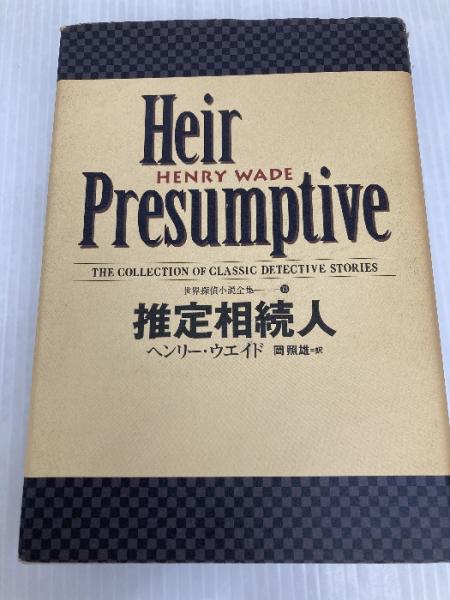 Heir
HENRY WADE
Presumptive
THE COLLECTION OF CLASSIC DETECTIVE STORIES
世界探偵小説全集
推定相続人
ヘンリー・ウエイド 岡照雄=訳